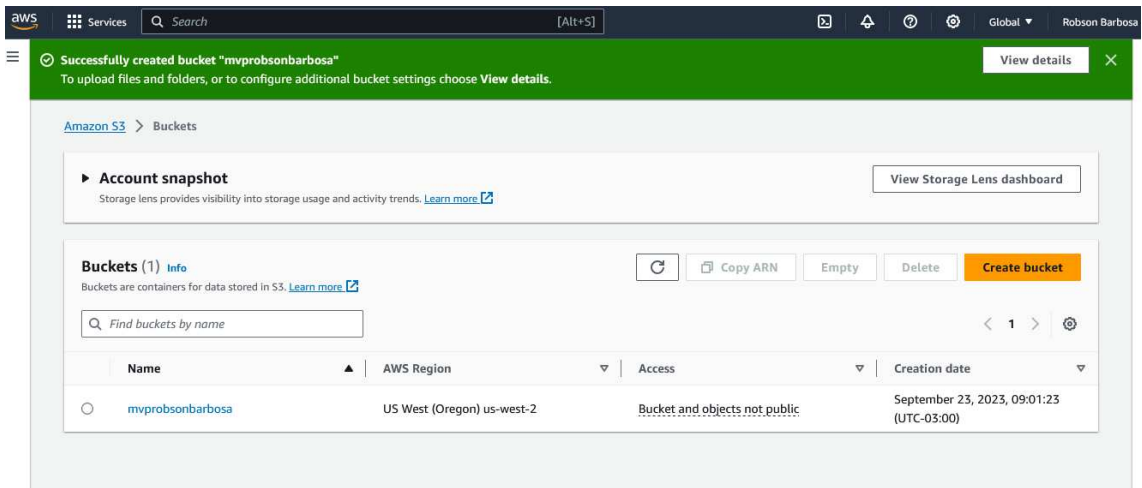 aws Services Search [Alt+S] Global Robson Barbosa
Successfully created bucket "mvprobsonbarbosa"
To upload files and folders, or to configure additional bucket settings choose View details.
View details
Amazon S3 > Buckets
Account snapshot
Storage lens provides visibility into storage usage and activity trends. Learn more
View Storage Lens dashboard
Buckets (1) Info
Buckets are containers for data stored in S3. Learn more
Copy ARN Empty Delete Create bucket
Find buckets by name
1
Name AWS Region Access Creation date
mvprobsonbarbosa US West (Oregon) us-west-2 Bucket and objects not public September 23, 2023, 09:01:23
(UTC-03:00)